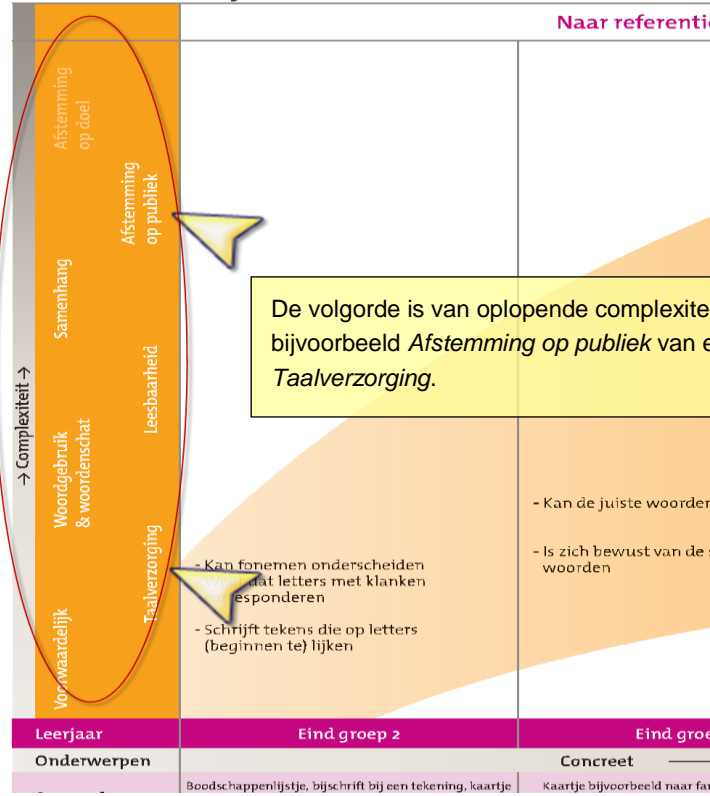 Naar referenti
Afstemming
op doel
Afstemming
op publiek
Samenhang
Leesbaarheid
Woordgebruik
& woordenschat
Taalverzorging
Voorwaardelijk
→ Complexiteit →
De volgorde is van oplopende complexite
bijvoorbeeld Afstemming op publiek van e
Taalverzorging.
- Kan fonemen onderscheiden
dat letters met klanken
esponderen
- Schrijft tekens die op letters
(beginnen te) lijken
- Kan de juiste woorden
- Is zich bewust van de s
woorden
Leerjaar
Eind groep 2
Eind groe
Onderwerpen
Concreet
Boodschappenlijstje, bijschrift bij een tekening, kaartje
Kaartje bijvoorbeeld naar fa